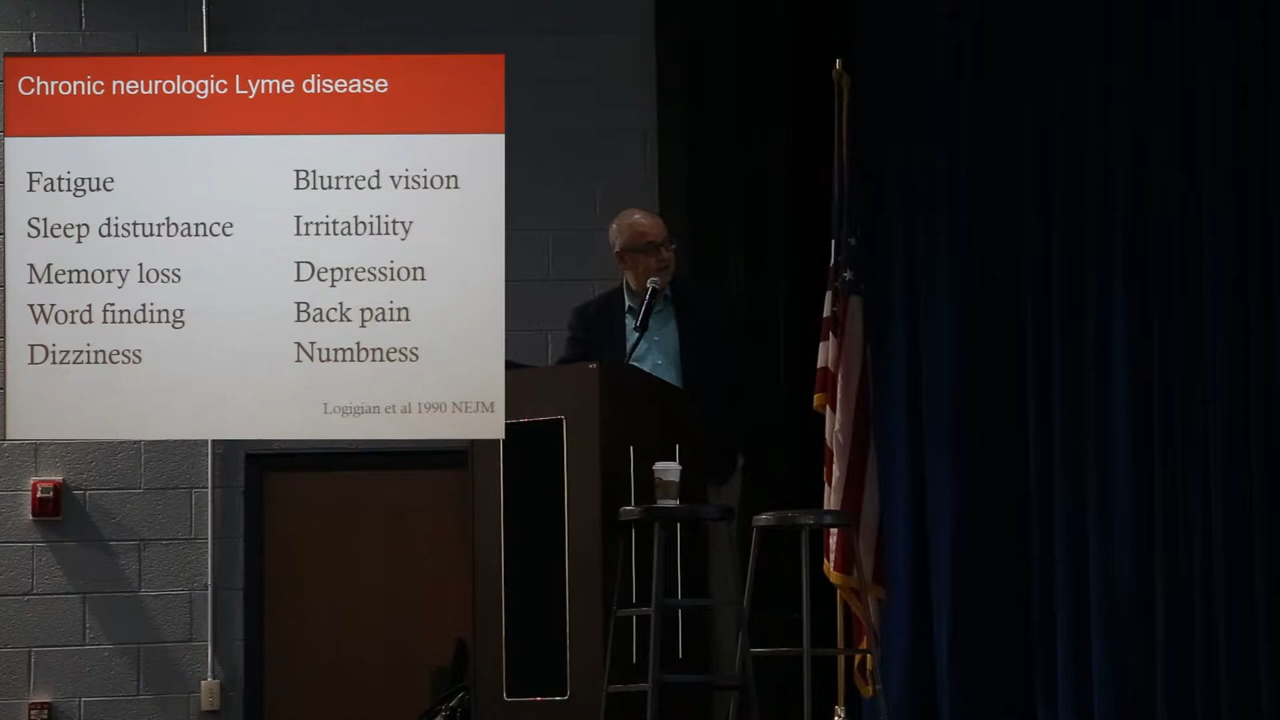 Chronic neurologic Lyme disease
Fatigue
Sleep disturbance
Memory loss
Word finding
Dizziness
Blurred vision
Irritability
Depression
Back pain
Numbness
Logigian et al 1990 NEJM